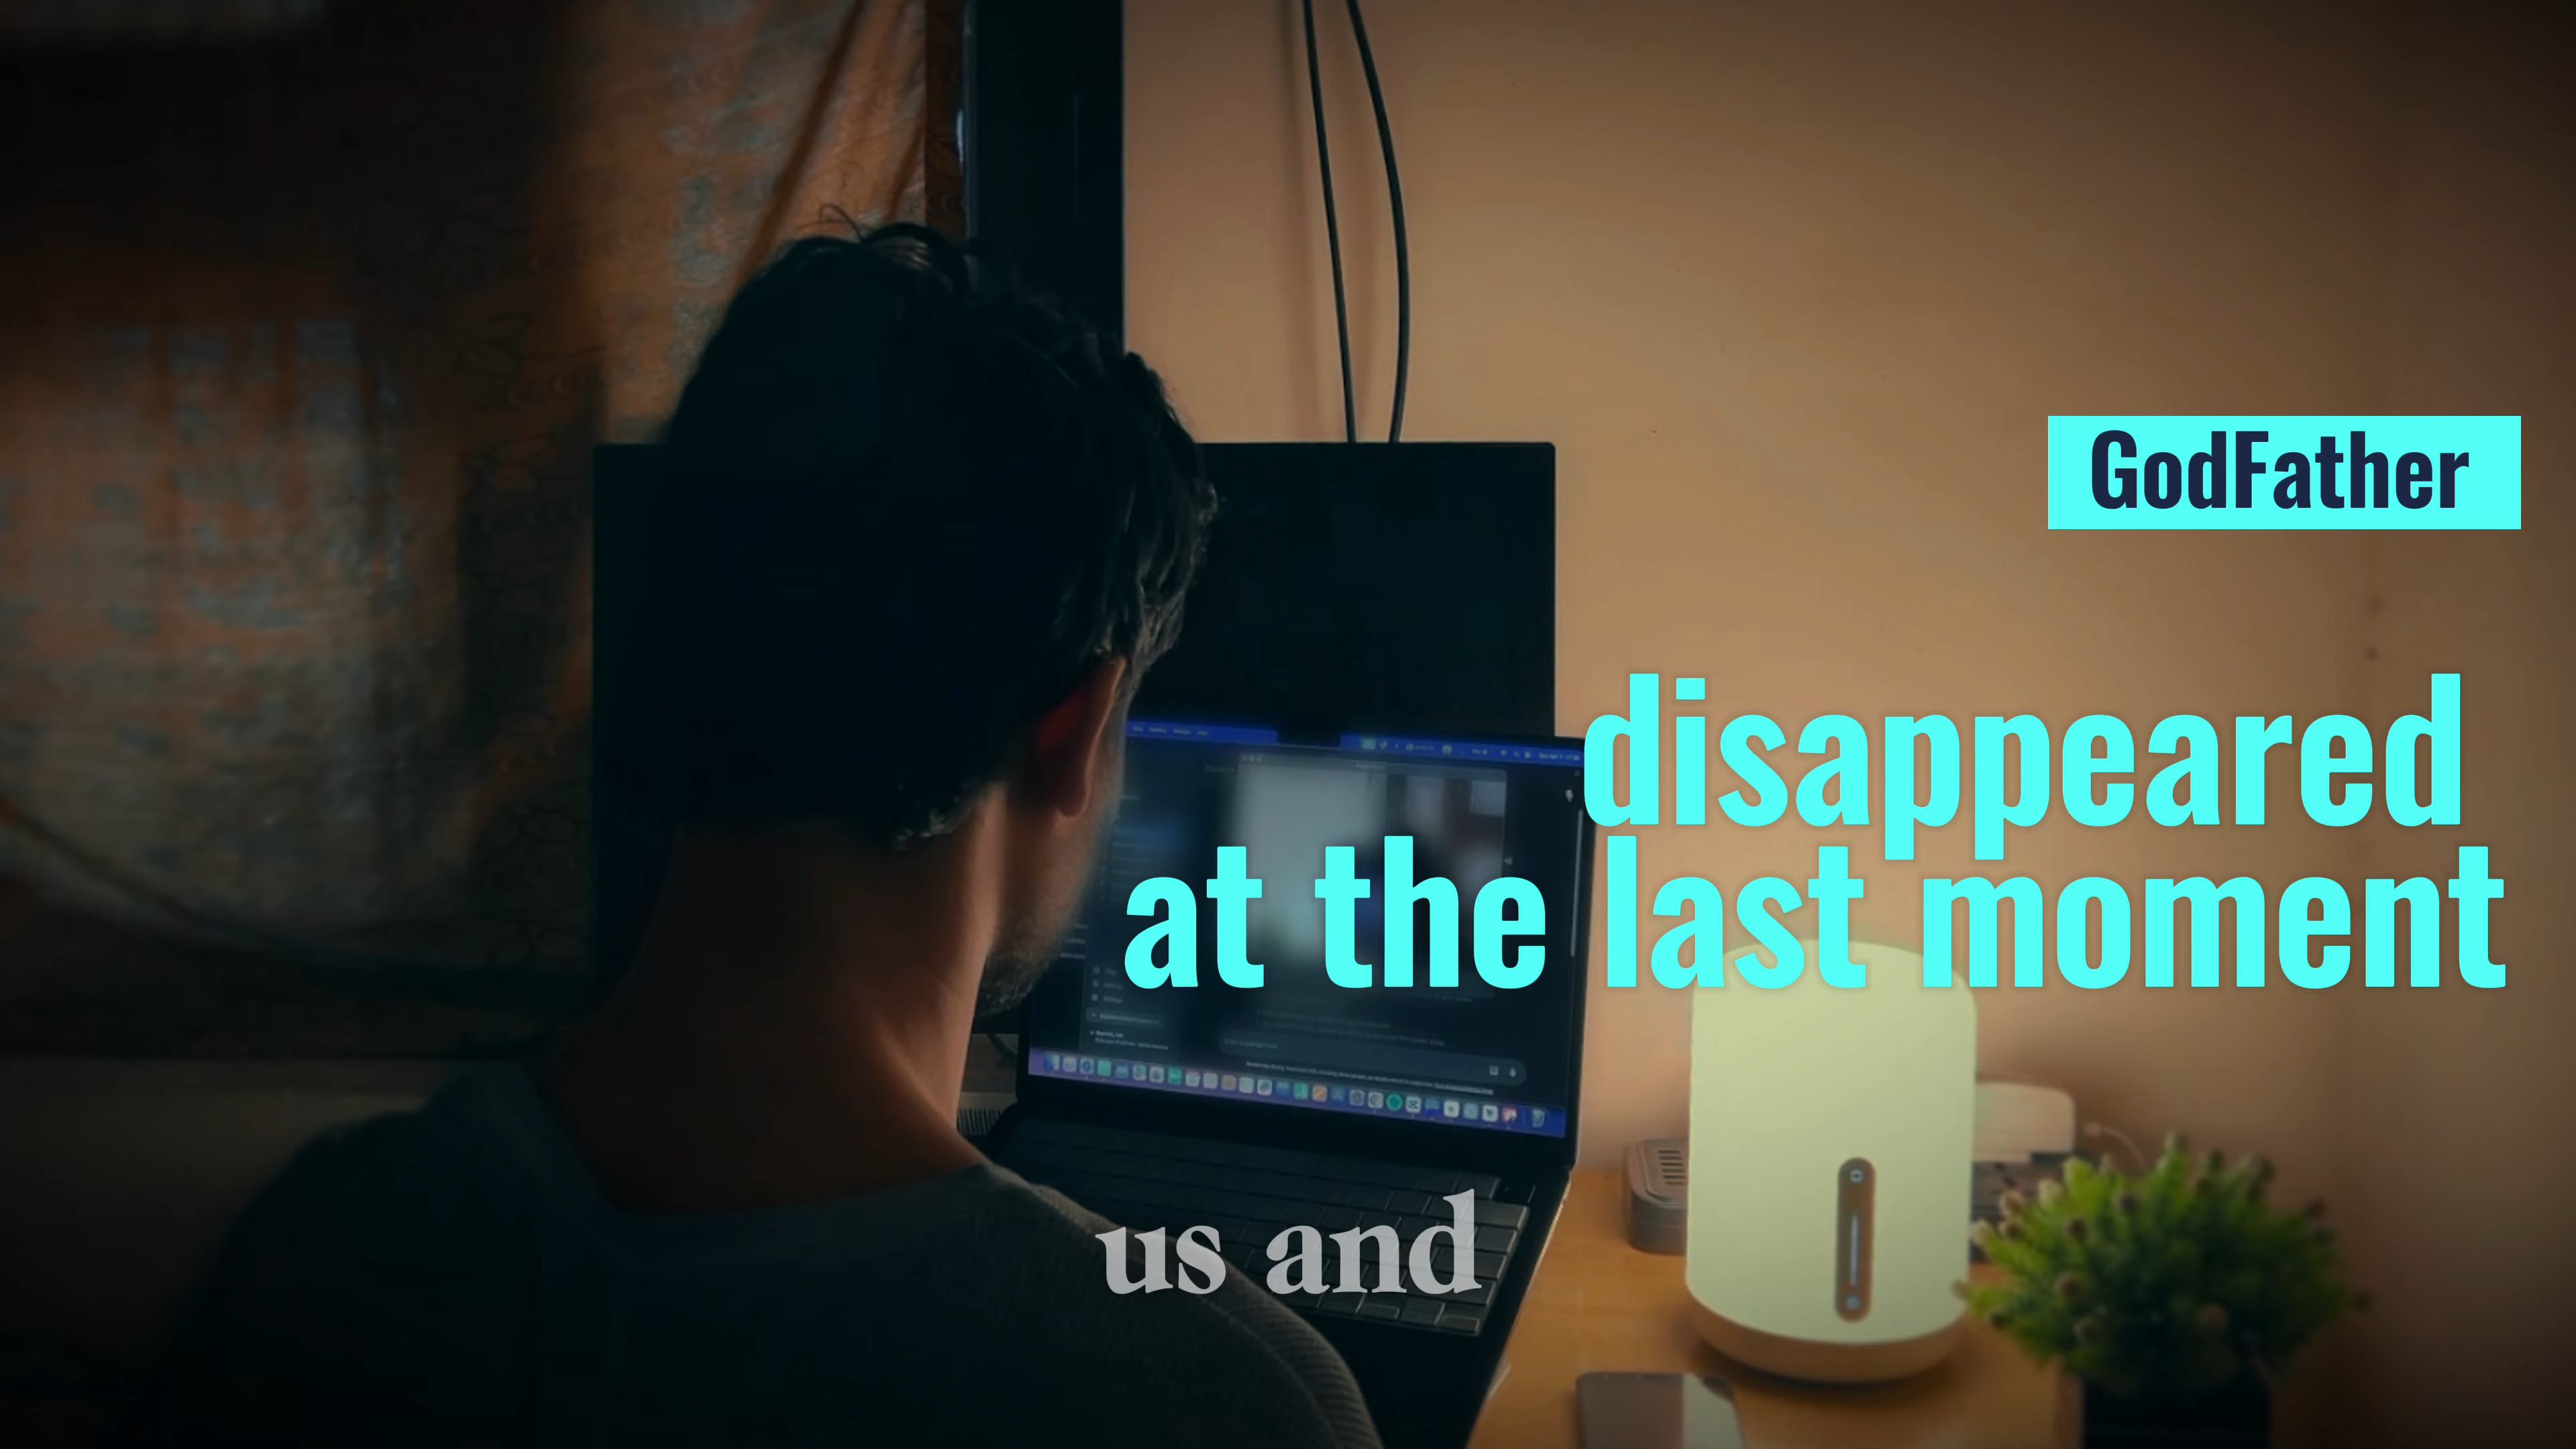 GodFather
disappeared
at the last moment
us and